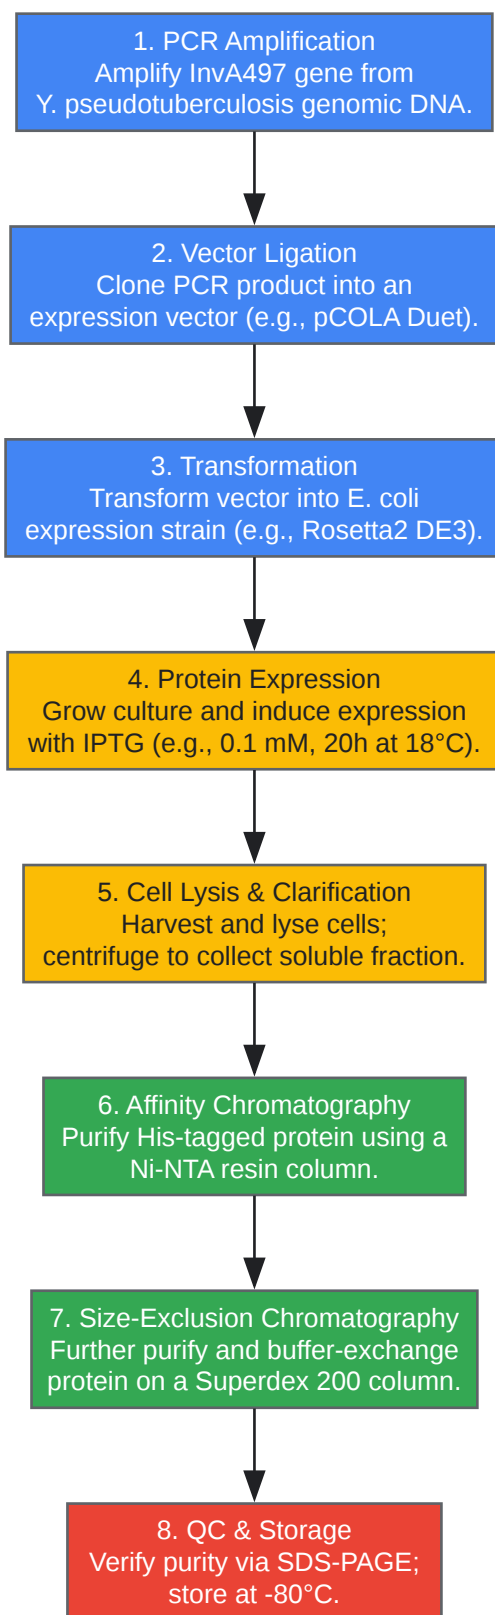 1. PCR Amplification
Amplify InvA497 gene from
Y. pseudotuberculosis genomic DNA.
2. Vector Ligation
Clone PCR product into an
expression vector (e.g., pCOLA Duet).
3. Transformation
Transform vector into E. coli
expression strain (e.g., Rosetta2 DE3).
4. Protein Expression
Grow culture and induce expression
with IPTG (e.g., 0.1 mM, 20h at 18°C).
5. Cell Lysis & Clarification
Harvest and lyse cells;
centrifuge to collect soluble fraction.
6. Affinity Chromatography
Purify His-tagged protein using a
Ni-NTA resin column.
7. Size-Exclusion Chromatography
Further purify and buffer-exchange
protein on a Superdex 200 column.
8. QC & Storage
Verify purity via SDS-PAGE;
store at -80°C.